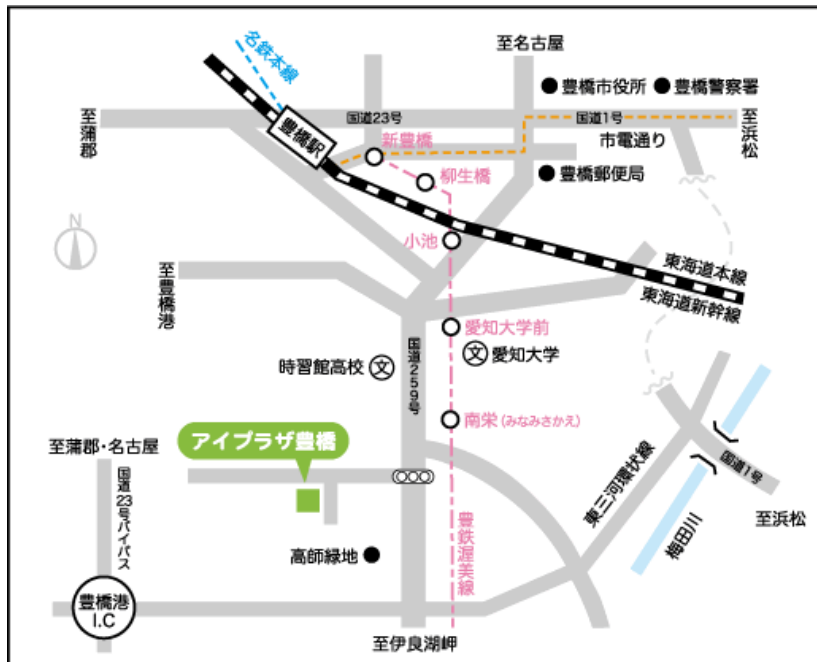 名鉄本線
至名古屋
豊橋市役所
豊橋警察署
至蒲郡
国道23号
国道1号
至浜松
豊橋駅
新豊橋
市電通り
柳生橋
豊橋郵便局
N
小池
東海道本線
東海道新幹線
至豊橋港
愛知大学前
文 愛知大学
時習館高校 文
国道259号
南栄(みなみさかえ)
アイプラザ豊橋
至蒲郡・名古屋
国道23号バイパス
東三河環状線
国道1号
至浜松
梅田川
豊鉄渥美線
高師緑地
豊橋港
I.C
至伊良湖岬